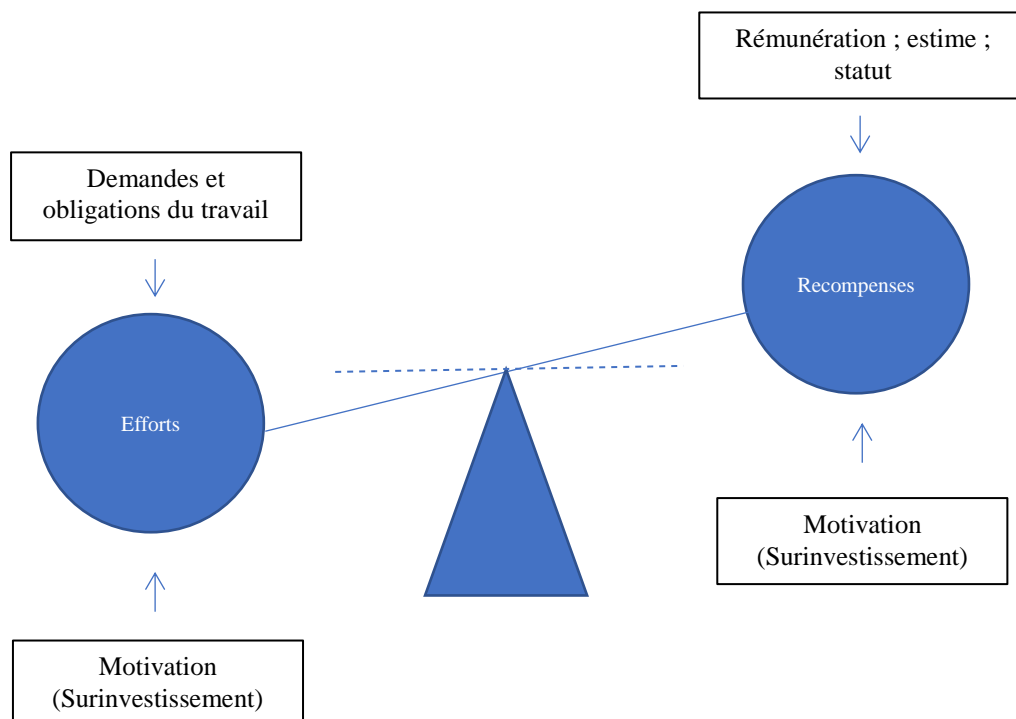 Rémunération ; estime ;
statut
Demandes et
obligations du travail
Recompenses
Efforts
Motivation
(Surinvestissement)
Motivation
(Surinvestissement)